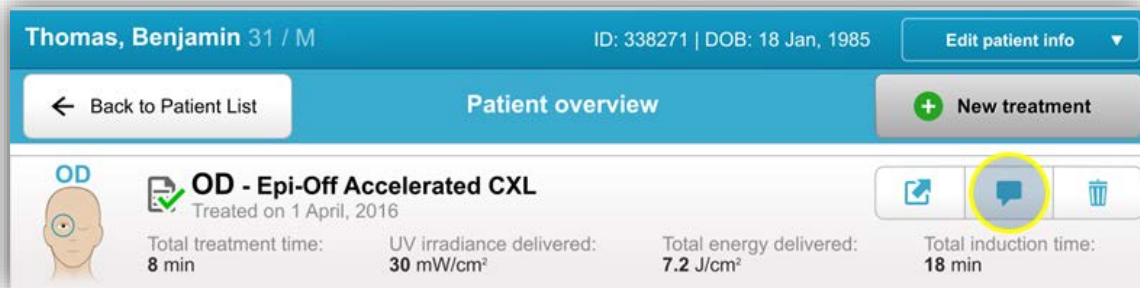 Thomas, Benjamin 31 / M ID: 338271 | DOB: 18 Jan, 1985 Edit patient info
Back to Patient List Patient overview New treatment
OD
OD - Epi-Off Accelerated CXL
Treated on 1 April, 2016
Total treatment time: UV irradiance delivered: Total energy delivered: Total induction time:
8 min 30 mW/cm² 7.2 J/cm² 18 min